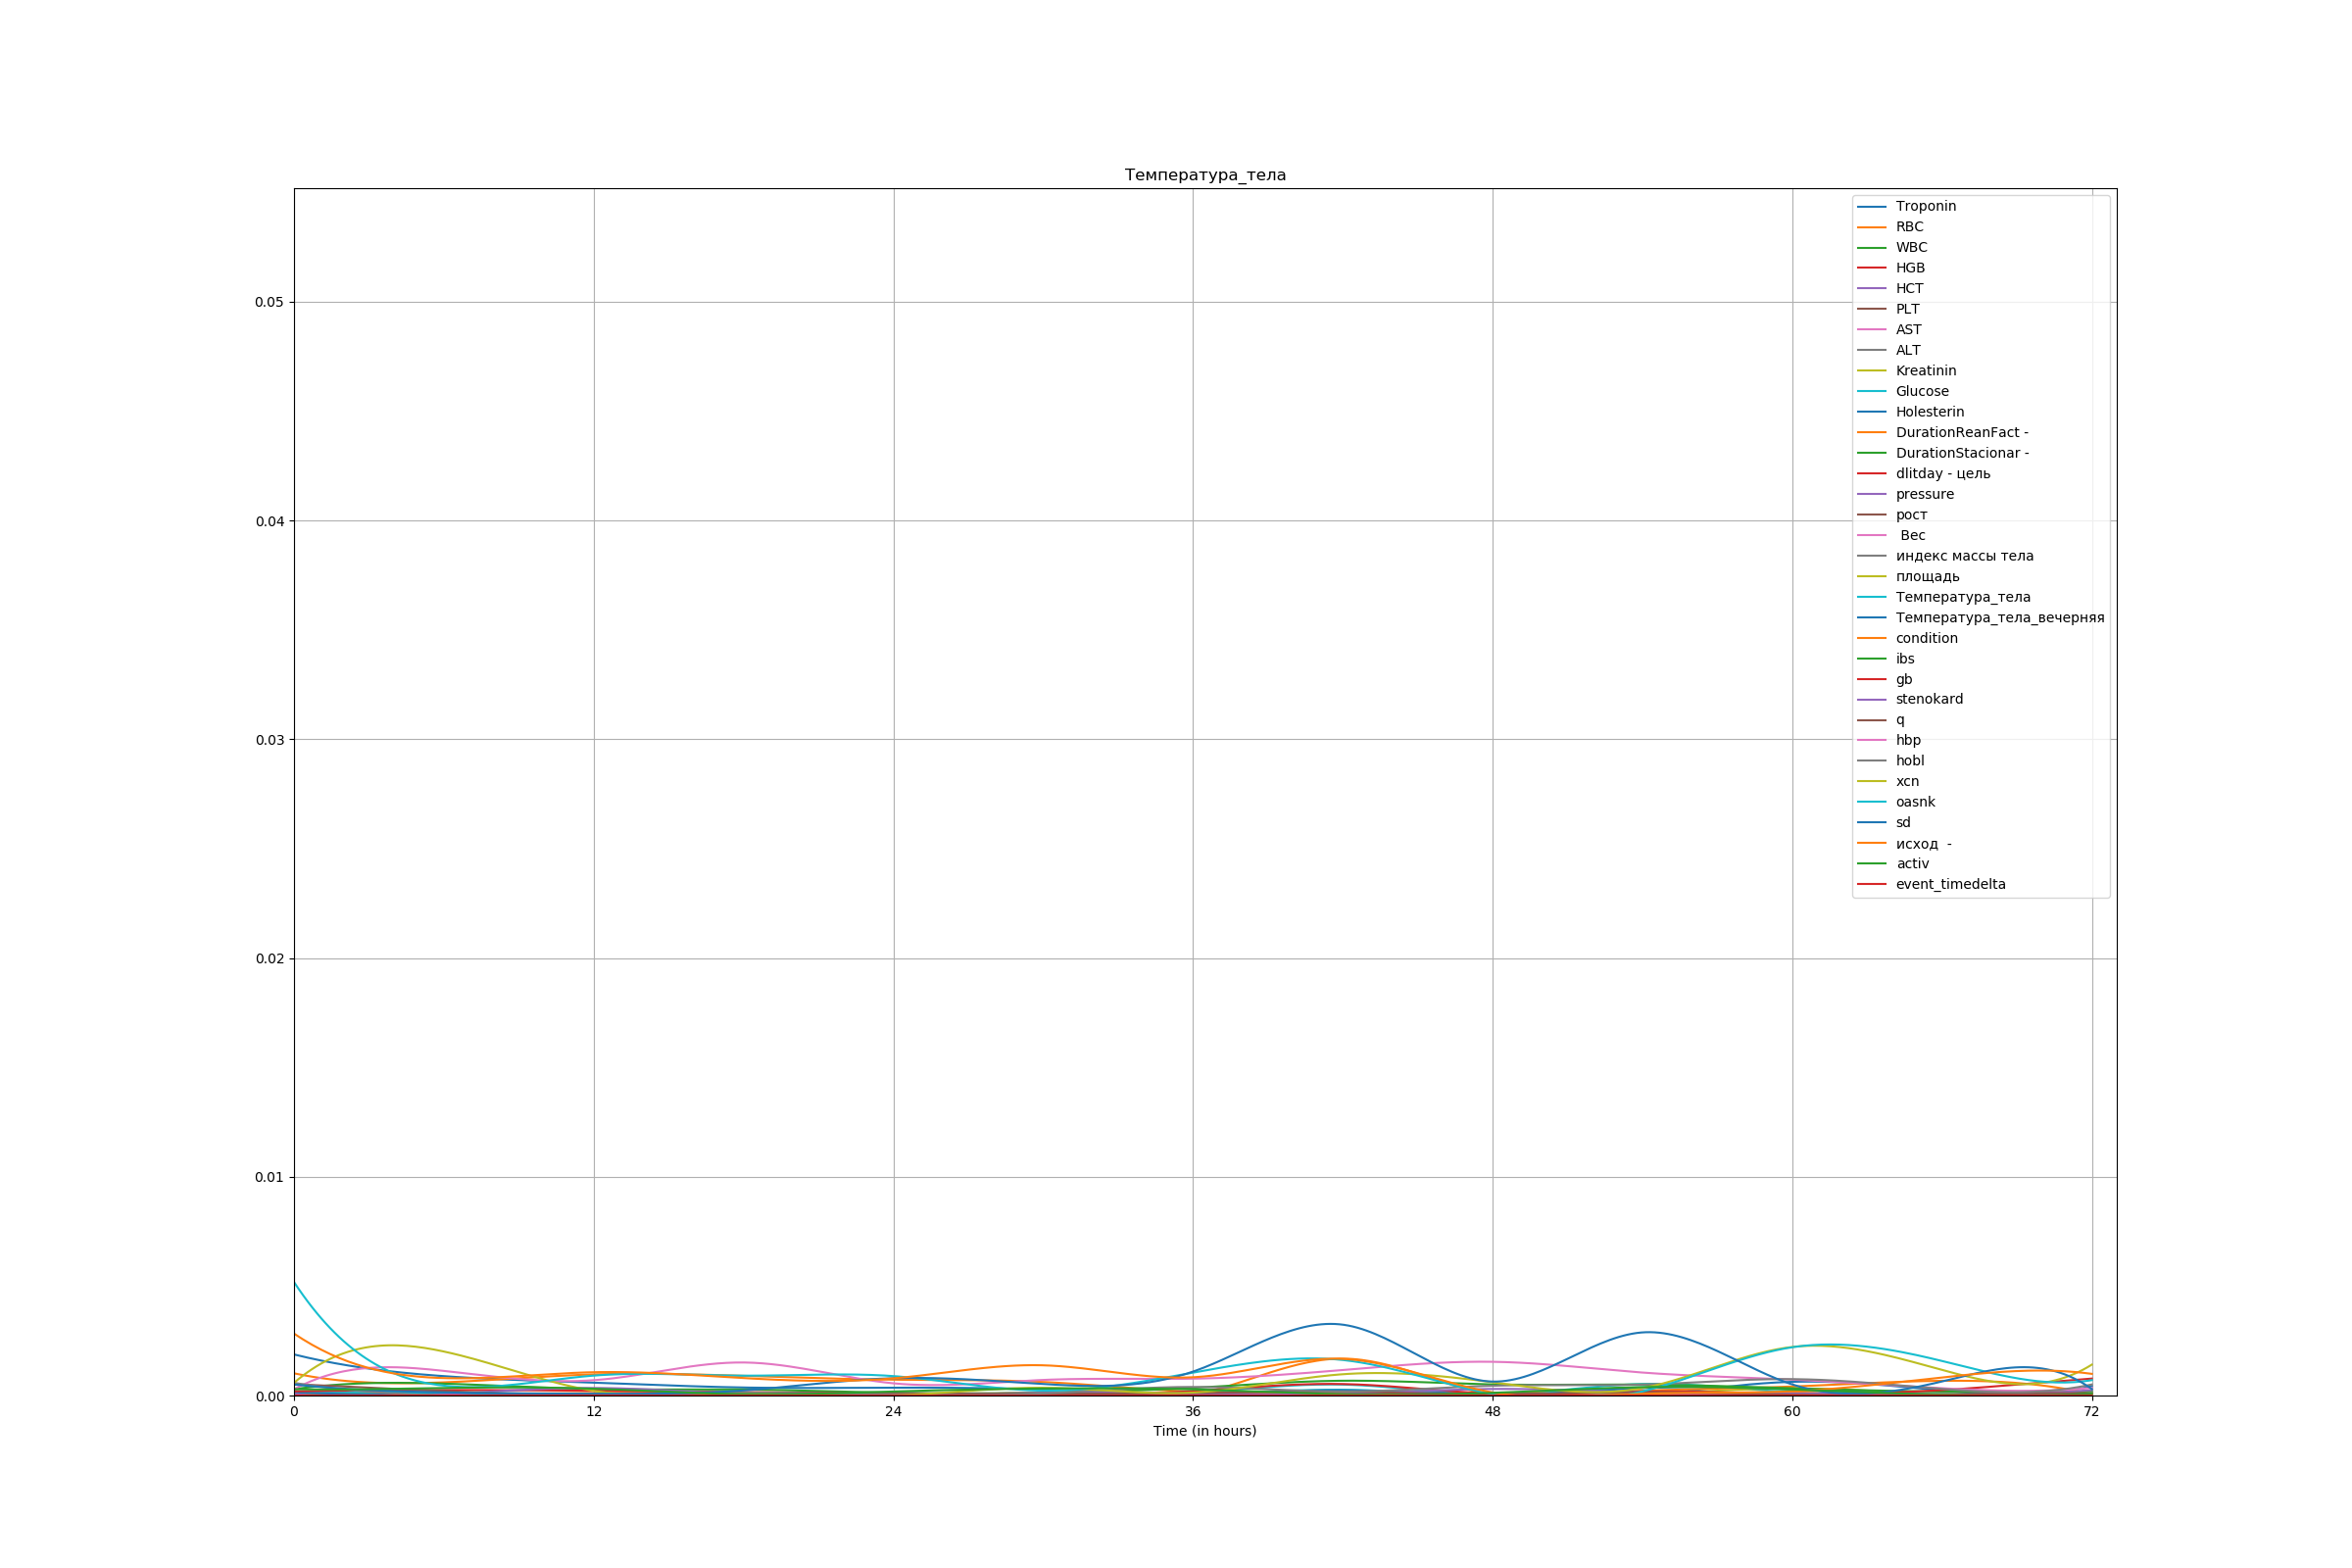 Температура_тела
0.05
0.04
0.03
0.02
0.01
0.00
0 12 24 36 48 60 72
Time (in hours)
Troponin
RBC
WBC
HGB
HCT
PLT
AST
ALT
Kreatinin
Glucose
Holesterin
DurationReanFact -
DurationStacionar -
dlitday - цель
pressure
рост
Вес
индекс массы тела
площадь
Температура_тела
Температура_тела_вечерняя
condition
ibs
gb
stenokard
q
hbp
hobl
xcn
oasnk
sd
исход  -
activ
event_timedelta